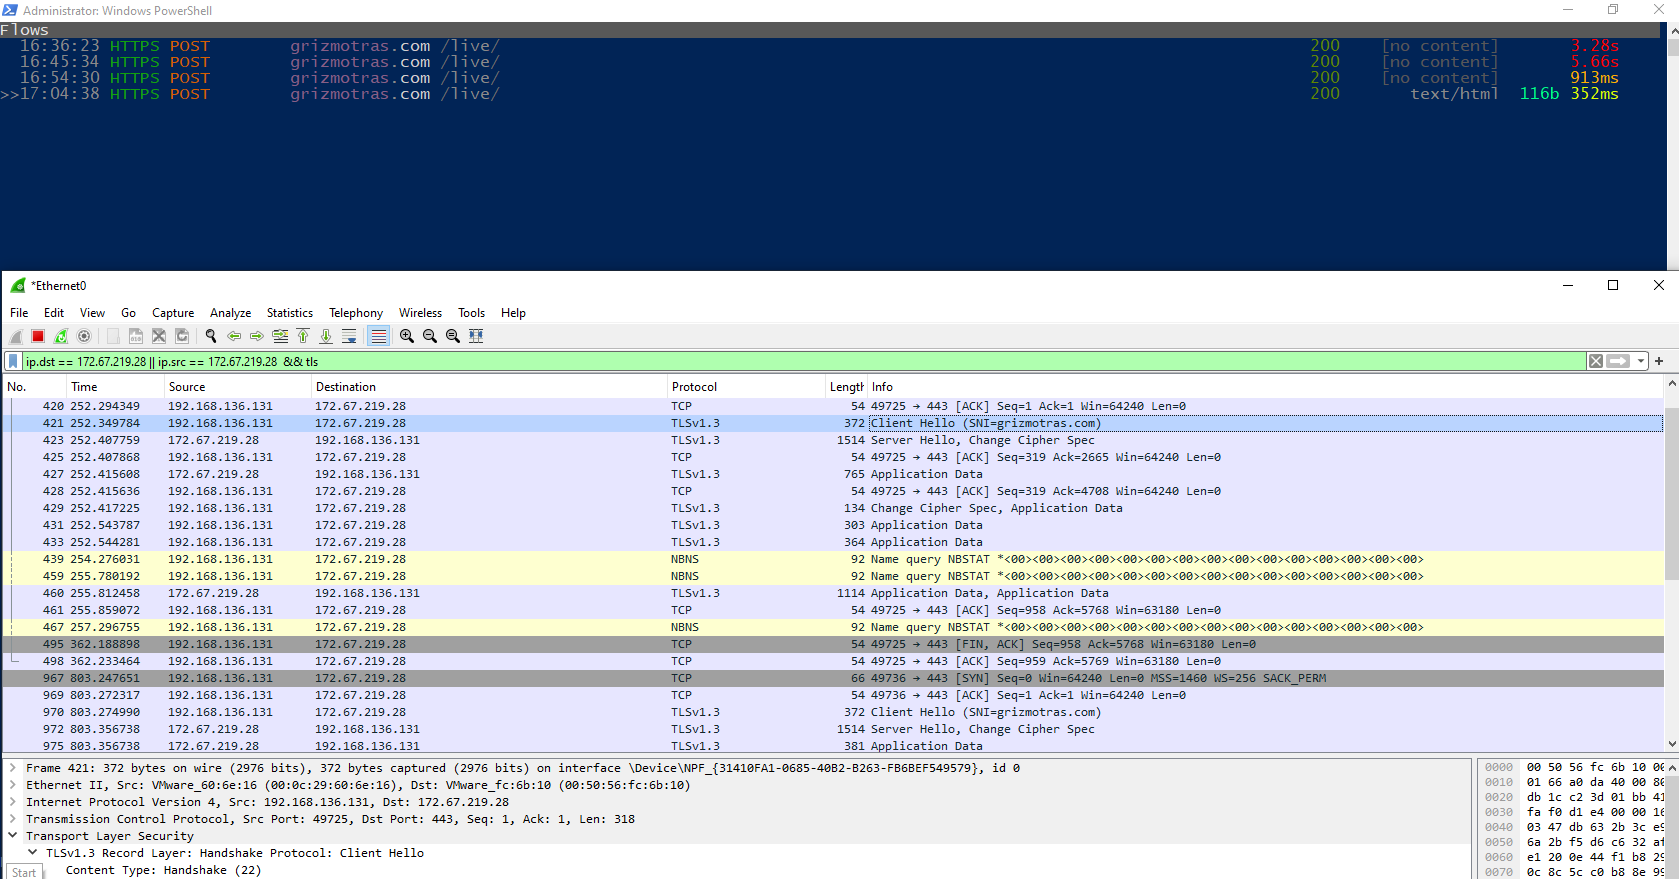 Administrator: Windows PowerShell
Flows
16:36:23 HTTPS POST grizmotras.com /live/ 200 [no content] 3.28s
16:45:34 HTTPS POST grizmotras.com /live/ 200 [no content] 5.66s
16:54:30 HTTPS POST grizmotras.com /live/ 200 [no content] 913ms
>>17:04:38 HTTPS POST grizmotras.com /live/ 200 text/html 116b 352ms
*Ethernet0
File Edit View Go Capture Analyze Statistics Telephony Wireless Tools Help
ip.dst == 172.67.219.28 || ip.src == 172.67.219.28 && tls
No. Time Source Destination Protocol Length Info
420 252.294349 192.168.136.131 172.67.219.28 TCP 54 49725 → 443 [ACK] Seq=1 Ack=1 Win=64240 Len=0
421 252.349784 192.168.136.131 172.67.219.28 TLSv1.3 372 Client Hello (SNI=grizmotras.com)
423 252.407759 172.67.219.28 192.168.136.131 TLSv1.3 1514 Server Hello, Change Cipher Spec
425 252.407868 192.168.136.131 172.67.219.28 TCP 54 49725 → 443 [ACK] Seq=319 Ack=2665 Win=64240 Len=0
427 252.415608 172.67.219.28 192.168.136.131 TLSv1.3 765 Application Data
428 252.415636 192.168.136.131 172.67.219.28 TCP 54 49725 → 443 [ACK] Seq=319 Ack=4708 Win=64240 Len=0
429 252.417225 192.168.136.131 172.67.219.28 TLSv1.3 134 Change Cipher Spec, Application Data
431 252.543787 192.168.136.131 172.67.219.28 TLSv1.3 303 Application Data
433 252.544281 192.168.136.131 172.67.219.28 TLSv1.3 364 Application Data
439 254.276031 192.168.136.131 172.67.219.28 NBNS 92 Name query NBSTAT *<00><00><00><00><00><00><00><00><00><00><00><00><00><00><00>
459 255.780192 192.168.136.131 172.67.219.28 NBNS 92 Name query NBSTAT *<00><00><00><00><00><00><00><00><00><00><00><00><00><00><00>
460 255.812458 172.67.219.28 192.168.136.131 TLSv1.3 1114 Application Data, Application Data
461 255.859072 192.168.136.131 172.67.219.28 TCP 54 49725 → 443 [ACK] Seq=958 Ack=5768 Win=63180 Len=0
467 257.296755 192.168.136.131 172.67.219.28 NBNS 92 Name query NBSTAT *<00><00><00><00><00><00><00><00><00><00><00><00><00><00><00>
495 362.188898 192.168.136.131 172.67.219.28 TCP 54 49725 → 443 [FIN, ACK] Seq=958 Ack=5768 Win=63180 Len=0
498 362.233464 192.168.136.131 172.67.219.28 TCP 54 49725 → 443 [ACK] Seq=959 Ack=5769 Win=63180 Len=0
967 803.247651 192.168.136.131 172.67.219.28 TCP 66 49736 → 443 [SYN] Seq=0 Win=64240 Len=0 MSS=1460 WS=256 SACK_PERM
969 803.272317 192.168.136.131 172.67.219.28 TCP 54 49736 → 443 [ACK] Seq=1 Ack=1 Win=64240 Len=0
970 803.274990 192.168.136.131 172.67.219.28 TLSv1.3 372 Client Hello (SNI=grizmotras.com)
972 803.356738 172.67.219.28 192.168.136.131 TLSv1.3 1514 Server Hello, Change Cipher Spec
975 803.356738 172.67.219.28 192.168.136.131 TLSv1.3 381 Application Data
Frame 421: 372 bytes on wire (2976 bits), 372 bytes captured (2976 bits) on interface \Device\NPF_{31410FA1-0685-40B2-B263-FB6BEF549579}, id 0
Ethernet II, Src: VMware_60:6e:16 (00:0c:29:60:6e:16), Dst: VMware_fc:6b:10 (00:50:56:fc:6b:10)
Internet Protocol Version 4, Src: 192.168.136.131, Dst: 172.67.219.28
Transmission Control Protocol, Src Port: 49725, Dst Port: 443, Seq: 1, Ack: 1, Len: 318
Transport Layer Security
TLSv1.3 Record Layer: Handshake Protocol: Client Hello
Content Type: Handshake (22)
Start
0000 00 50 56 fc 6b 10 00
0010 01 66 a0 da 40 00 80
0020 db 1c c2 3d 01 bb 41
0030 fa f0 d1 e4 00 00 16
0040 03 47 db 63 2b 3c e9
0050 6a 2b f5 d6 c6 32 af
0060 e1 20 0e 44 f1 b8 29
0070 0c 8c 5c c0 b8 8e 99